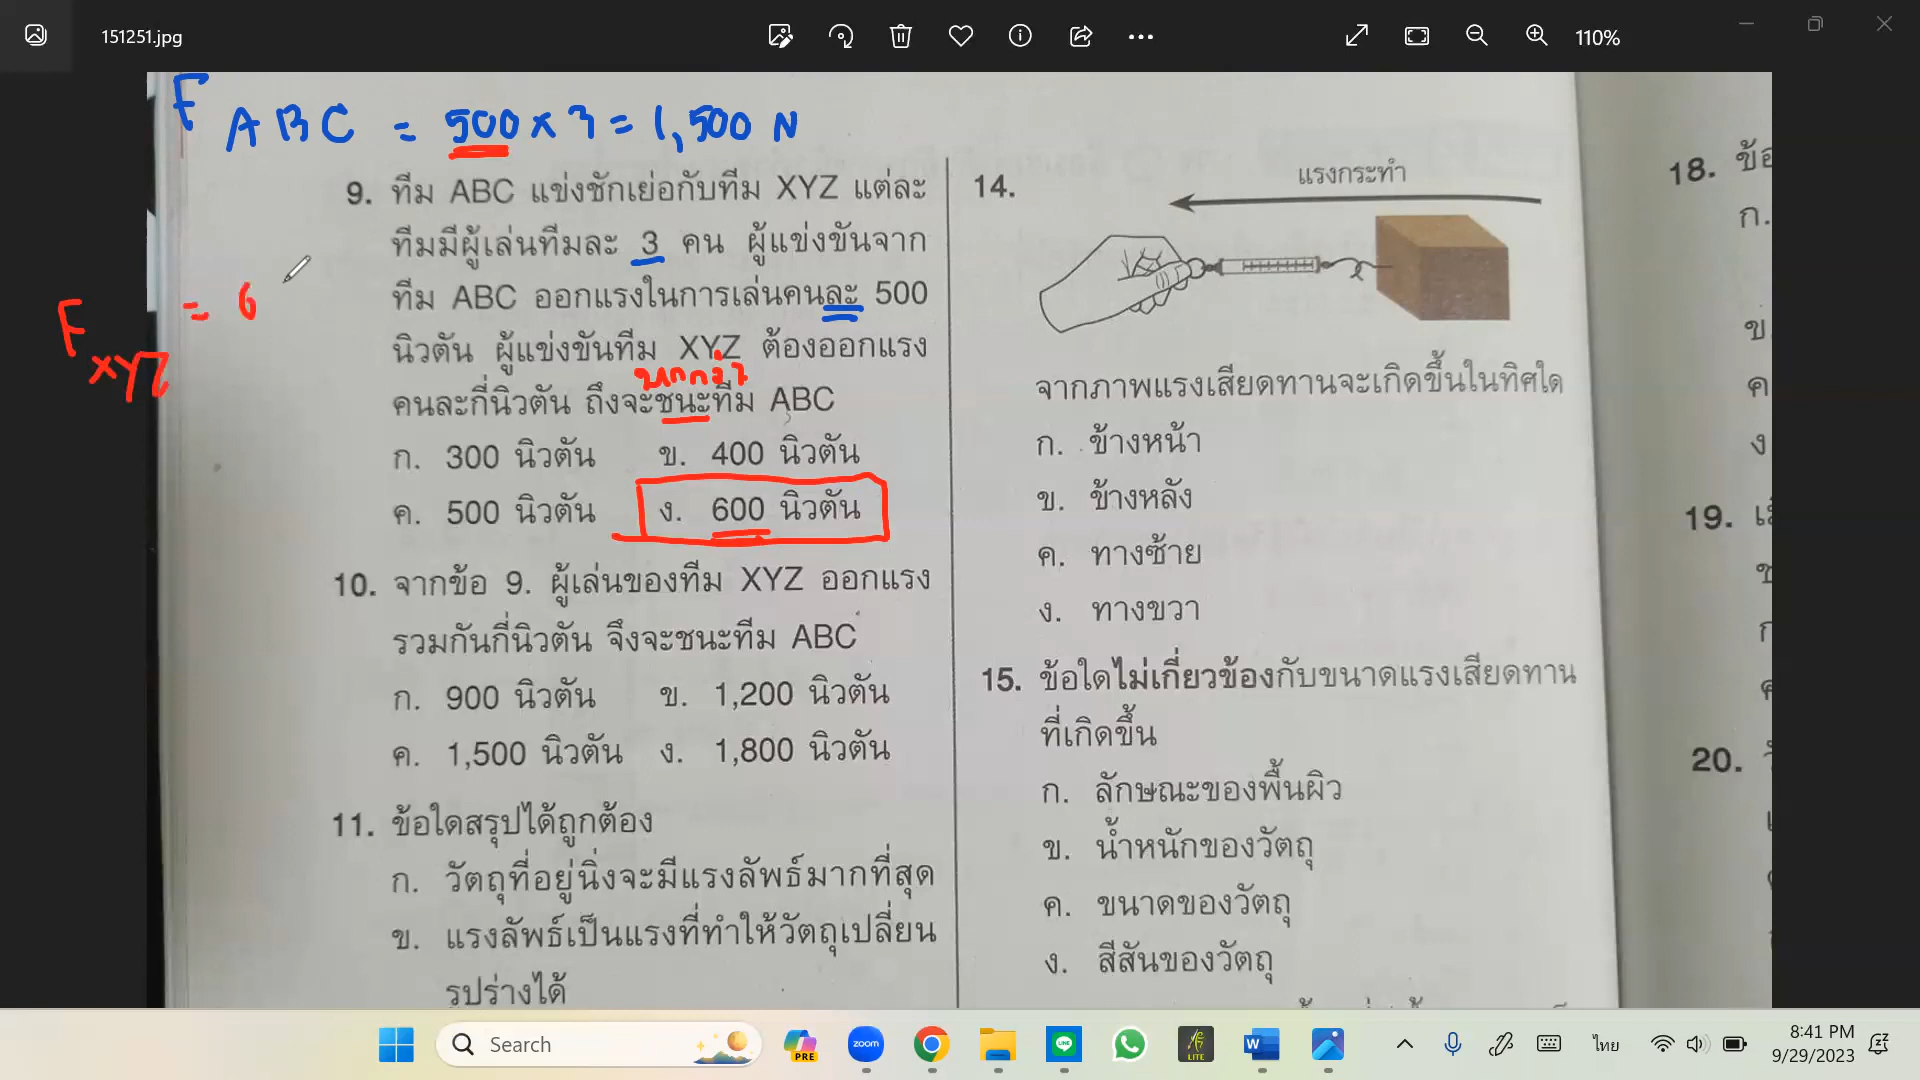 151251.jpg
110%
F ABC = 500 x 3 = 1,500 N
9. ทีม ABC แข่งชักเย่อกับทีม XYZ แต่ละ
ทีมมีผู้เล่นทีมละ 3 คน ผู้แข่งขันจาก
ทีม ABC ออกแรงในการเล่นคนละ 500
นิวตัน ผู้แข่งขันทีม XYZ ต้องออกแรง
มากกว่า
คนละกี่นิวตัน ถึงจะชนะทีม ABC
ก. 300 นิวตัน ข. 400 นิวตัน
ค. 500 นิวตัน ง. 600 นิวตัน
F XYZ = 6
10. จากข้อ 9. ผู้เล่นของทีม XYZ ออกแรง
รวมกันกี่นิวตัน จึงจะชนะทีม ABC
ก. 900 นิวตัน ข. 1,200 นิวตัน
ค. 1,500 นิวตัน ง. 1,800 นิวตัน
11. ข้อใดสรุปได้ถูกต้อง
ก. วัตถุที่อยู่นิ่งจะมีแรงลัพธ์มากที่สุด
ข. แรงลัพธ์เป็นแรงที่ทำให้วัตถุเปลี่ยน
รูปร่างได้
14.
แรงกระทำ
จากภาพแรงเสียดทานจะเกิดขึ้นในทิศใด
ก. ข้างหน้า
ข. ข้างหลัง
ค. ทางซ้าย
ง. ทางขวา
15. ข้อใดไม่เกี่ยวข้องกับขนาดแรงเสียดทาน
ที่เกิดขึ้น
ก. ลักษณะของพื้นผิว
ข. น้ำหนักของวัตถุ
ค. ขนาดของวัตถุ
ง. สีสันของวัตถุ
18. ข้อ
ก.
ข.
ค
ง
19.
ข
ก
ค
20.
Search
PRE
zoom
LINE
LITE
W
ไทย
8:41 PM
9/29/2023